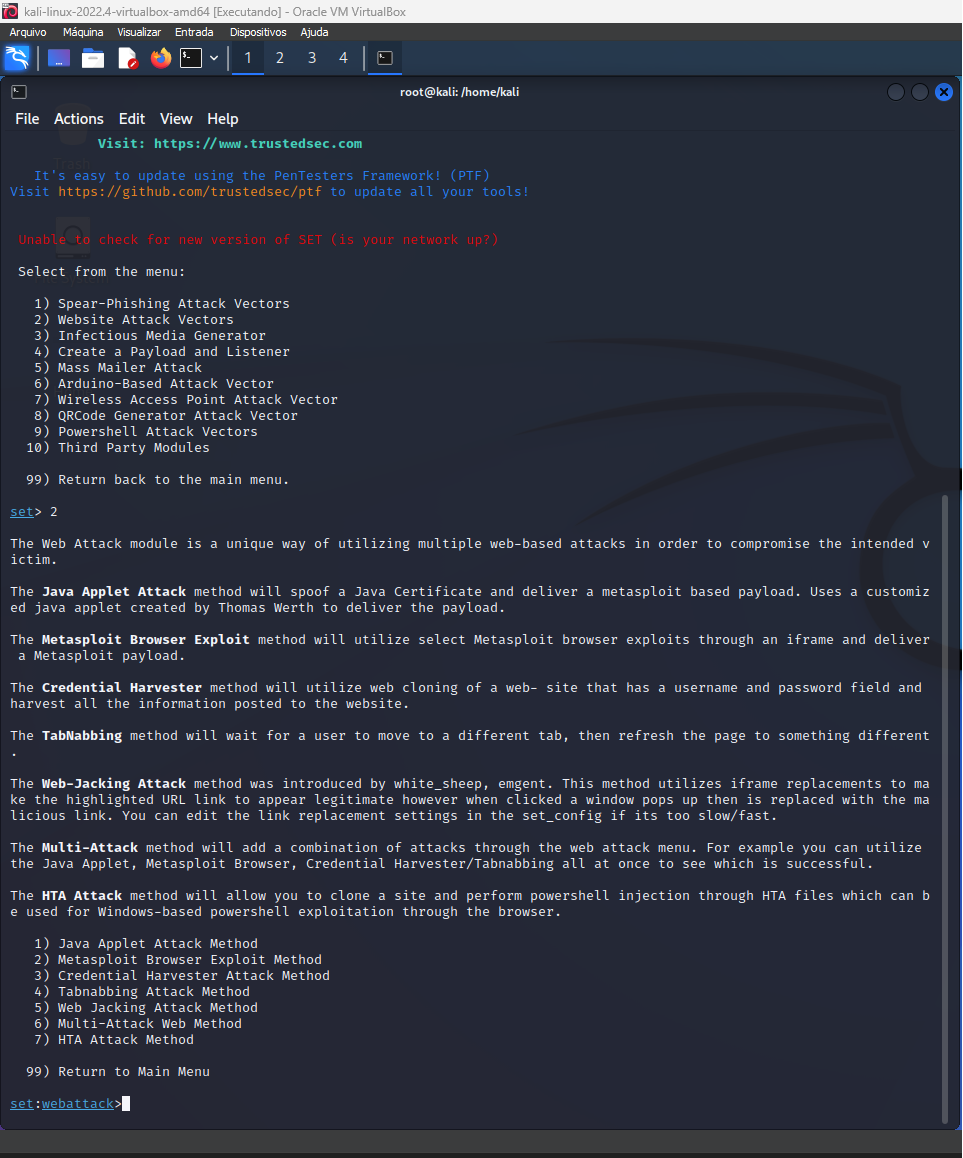 kali-linux-2022.4-virtualbox-amd64 [Executando] - Oracle VM VirtualBox
Arquivo Máquina Visualizar Entrada Dispositivos Ajuda
1 2 3 4
root@kali: /home/kali
File Actions Edit View Help
Visit: https://www.trustedsec.com
It's easy to update using the PenTesters Framework! (PTF)
Visit https://github.com/trustedsec/ptf to update all your tools!
Unable to check for new version of SET (is your network up?)
Select from the menu:
1) Spear-Phishing Attack Vectors
2) Website Attack Vectors
3) Infectious Media Generator
4) Create a Payload and Listener
5) Mass Mailer Attack
6) Arduino-Based Attack Vector
7) Wireless Access Point Attack Vector
8) QRCode Generator Attack Vector
9) Powershell Attack Vectors
10) Third Party Modules
99) Return back to the main menu.
set> 2
The Web Attack module is a unique way of utilizing multiple web-based attacks in order to compromise the intended v
ictim.
The Java Applet Attack method will spoof a Java Certificate and deliver a metasploit based payload. Uses a customiz
ed java applet created by Thomas Werth to deliver the payload.
The Metasploit Browser Exploit method will utilize select Metasploit browser exploits through an iframe and deliver
a Metasploit payload.
The Credential Harvester method will utilize web cloning of a web- site that has a username and password field and
harvest all the information posted to the website.
The TabNabbing method will wait for a user to move to a different tab, then refresh the page to something different
.
The Web-Jacking Attack method was introduced by white_sheep, emgent. This method utilizes iframe replacements to ma
ke the highlighted URL link to appear legitimate however when clicked a window pops up then is replaced with the ma
licious link. You can edit the link replacement settings in the set_config if its too slow/fast.
The Multi-Attack method will add a combination of attacks through the web attack menu. For example you can utilize
the Java Applet, Metasploit Browser, Credential Harvester/Tabnabbing all at once to see which is successful.
The HTA Attack method will allow you to clone a site and perform powershell injection through HTA files which can b
e used for Windows-based powershell exploitation through the browser.
1) Java Applet Attack Method
2) Metasploit Browser Exploit Method
3) Credential Harvester Attack Method
4) Tabnabbing Attack Method
5) Web Jacking Attack Method
6) Multi-Attack Web Method
7) HTA Attack Method
99) Return to Main Menu
set:webattack>